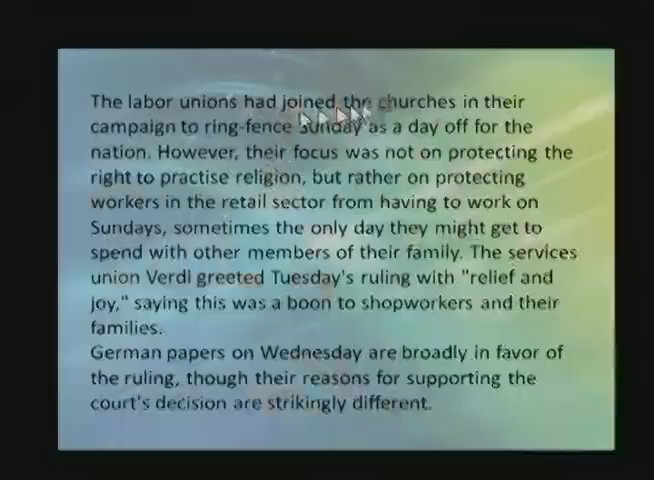 The labor unions had joined the churches in their
campaign to ring-fence Sunday as a day off for the
nation. However, their focus was not on protecting the
right to practise religion, but rather on protecting
workers in the retail sector from having to work on
Sundays, sometimes the only day they might get to
spend with other members of their family. The services
union Verdi greeted Tuesday's ruling with "relief and
joy," saying this was a boon to shopworkers and their
families.
German papers on Wednesday are broadly in favor of
the ruling, though their reasons for supporting the
court's decision are strikingly different.